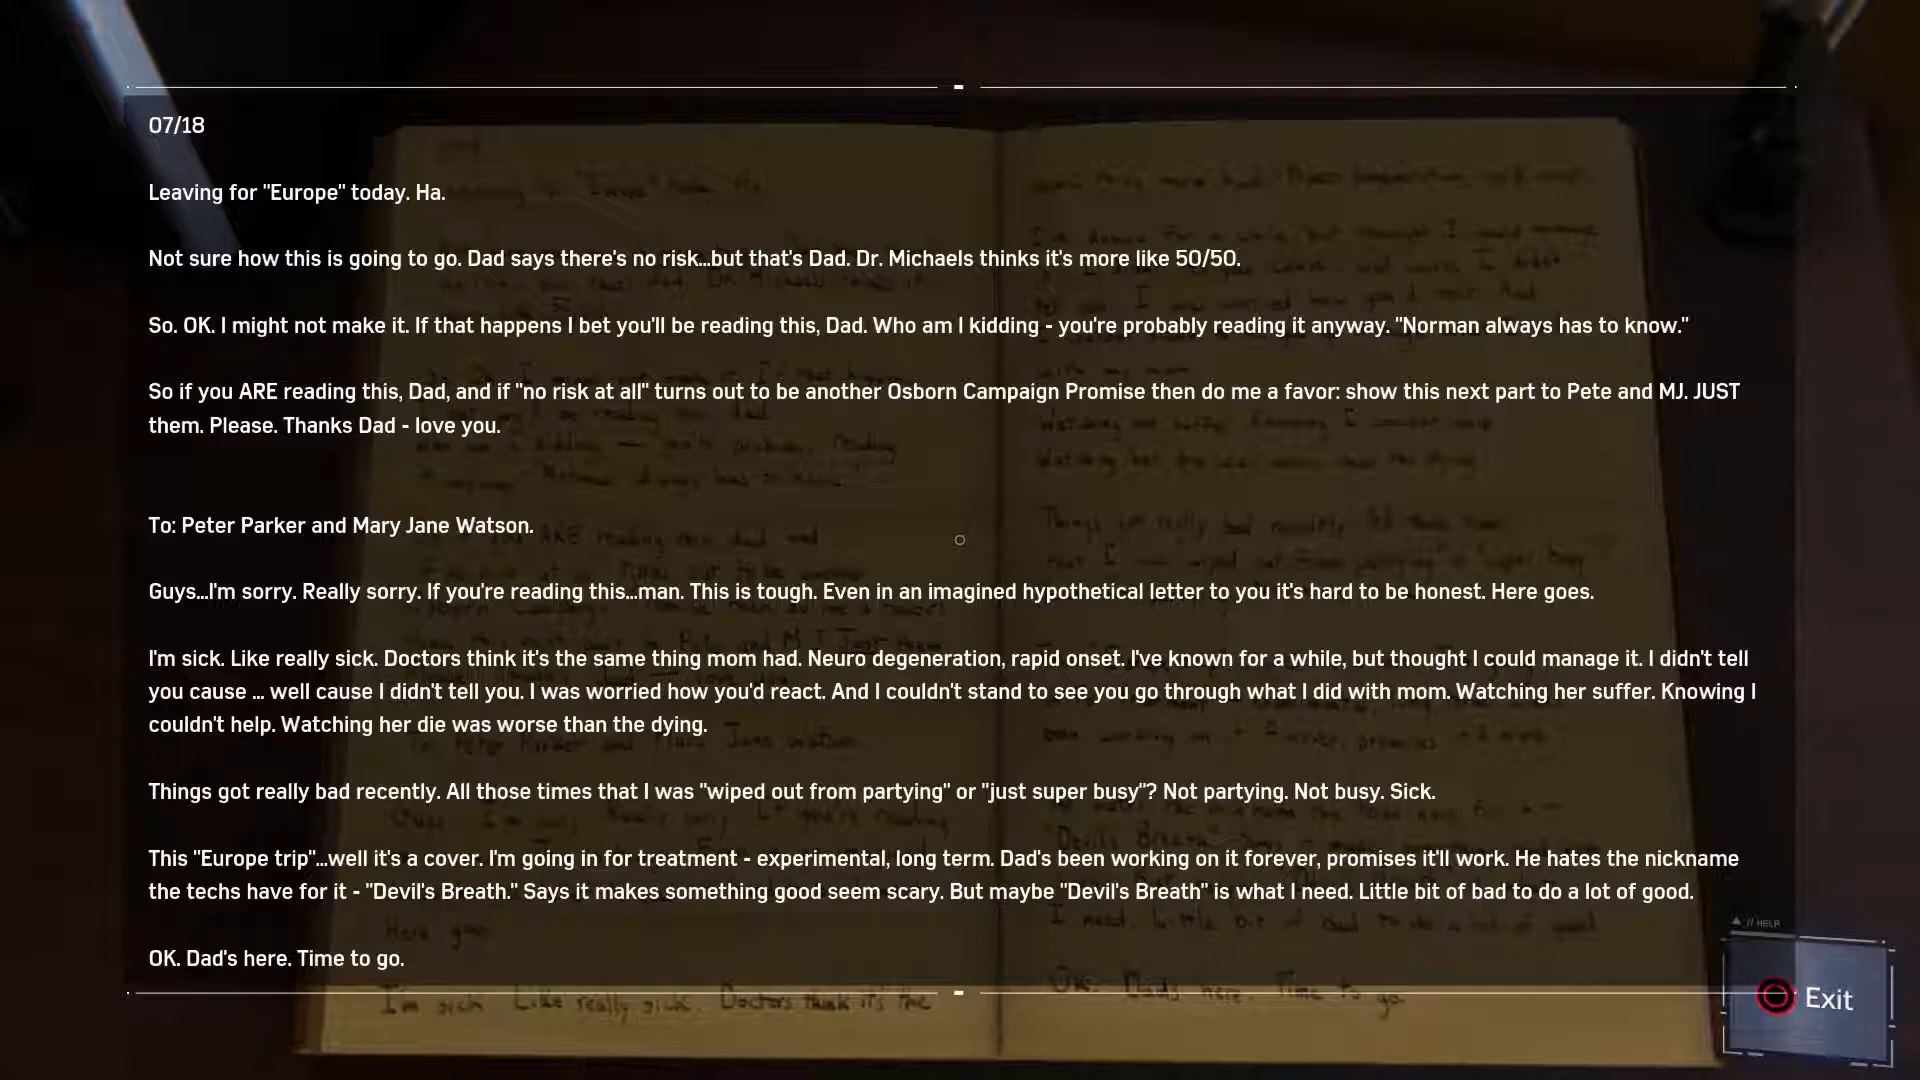 07/18
Leaving for "Europe" today. Ha.
Not sure how this is going to go. Dad says there's no risk...but that's Dad. Dr. Michaels thinks it's more like 50/50.
So. OK. I might not make it. If that happens I bet you'll be reading this, Dad. Who am I kidding - you're probably reading it anyway. "Norman always has to know."
So if you ARE reading this, Dad, and if "no risk at all" turns out to be another Osborn Campaign Promise then do me a favor: show this next part to Pete and MJ. JUST
them. Please. Thanks Dad - love you.
To: Peter Parker and Mary Jane Watson.
Guys...I'm sorry. Really sorry. If you're reading this...man. This is tough. Even in an imagined hypothetical letter to you it's hard to be honest. Here goes.
I'm sick. Like really sick. Doctors think it's the same thing mom had. Neuro degeneration, rapid onset. I've known for a while, but thought I could manage it. I didn't tell
you cause ... well cause I didn't tell you. I was worried how you'd react. And I couldn't stand to see you go through what I did with mom. Watching her suffer. Knowing I
couldn't help. Watching her die was worse than the dying.
Things got really bad recently. All those times that I was "wiped out from partying" or "just super busy"? Not partying. Not busy. Sick.
This "Europe trip"...well it's a cover. I'm going in for treatment - experimental, long term. Dad's been working on it forever, promises it'll work. He hates the nickname
the techs have for it - "Devil's Breath." Says it makes something good seem scary. But maybe "Devil's Breath" is what I need. Little bit of bad to do a lot of good.
OK. Dad's here. Time to go.
I'm sick. Like really sick. Doctors think it's the
OK. Dad's here. Time to go.
// HELP
Exit